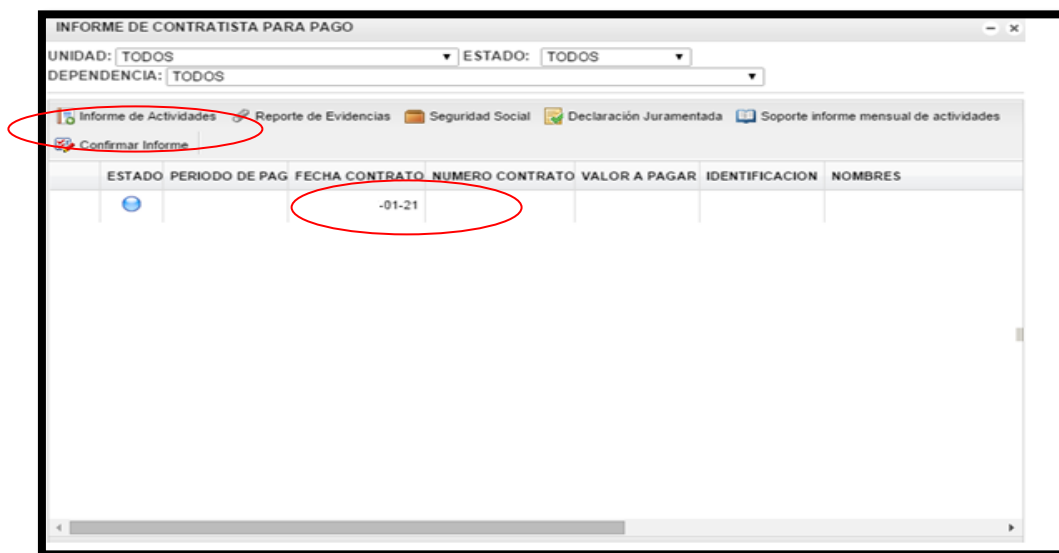 INFORME DE CONTRATISTA PARA PAGO
UNIDAD: TODOS ESTADO: TODOS
DEPENDENCIA: TODOS
Informe de Actividades Reporte de Evidencias Seguridad Social Declaración Juramentada Soporte informe mensual de actividades
Confirmar Informe
ESTADO PERIODO DE PAG FECHA CONTRATO NUMERO CONTRATO VALOR A PAGAR IDENTIFICACION NOMBRES
-01-21